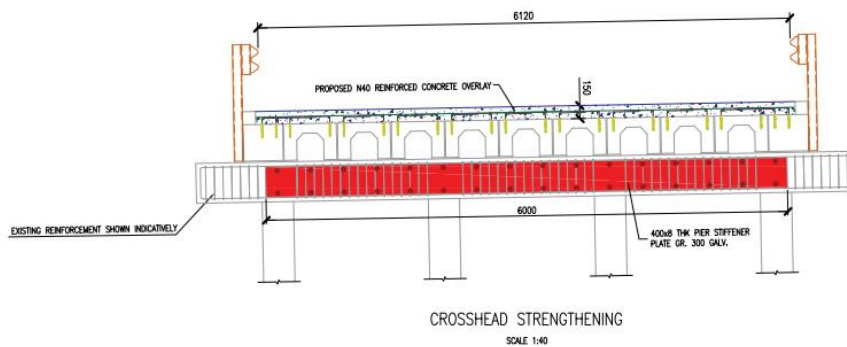 6120
PROPOSED N40 REINFORCED CONCRETE OVERLAY
150
6000
EXISTING REINFORCEMENT SHOWN INDICATIVELY
400x8 THK PIER STIFFENER
PLATE GR. 300 GALV.
CROSSHEAD STRENGTHENING
SCALE 1:40